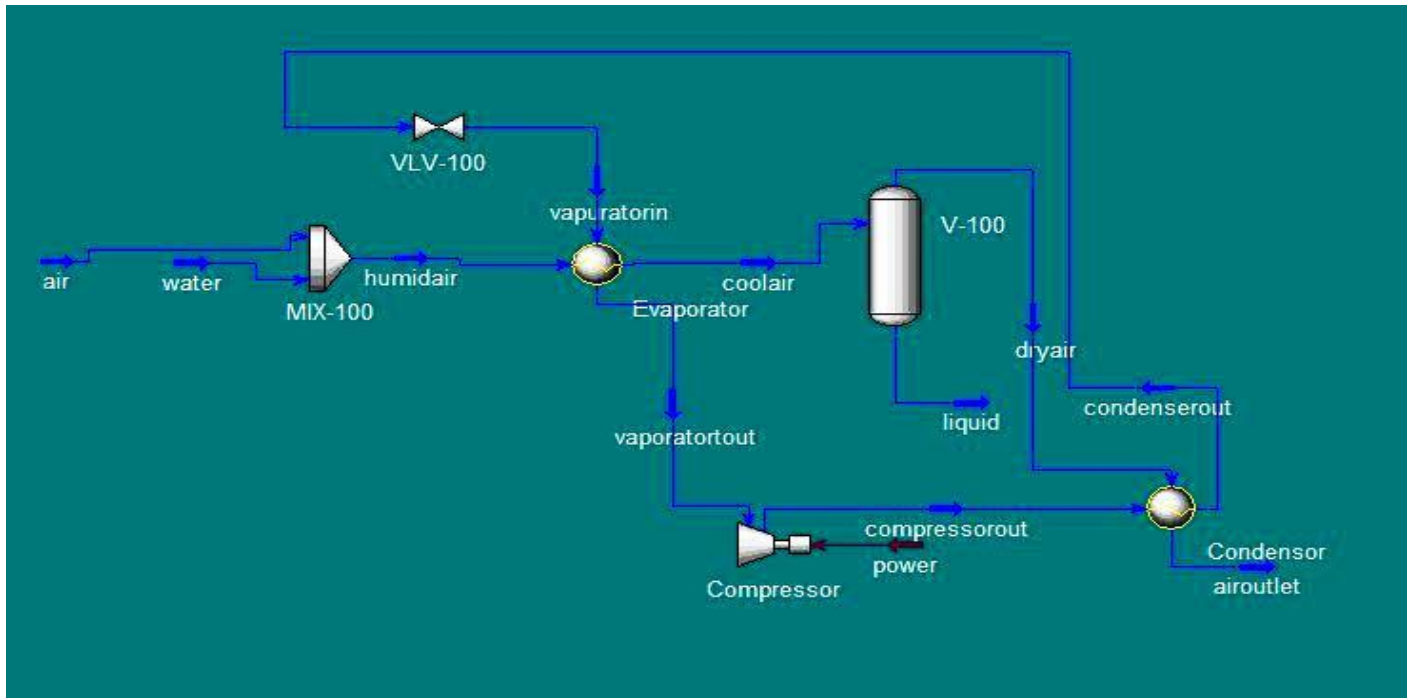 VLV-100
vapuratorin
V-100
air
water
humidair
MIX-100
coolair
Evaporator
dryair
condenserout
liquid
vaporatortout
compressorout
power
Compressor
Condensor
airoutlet